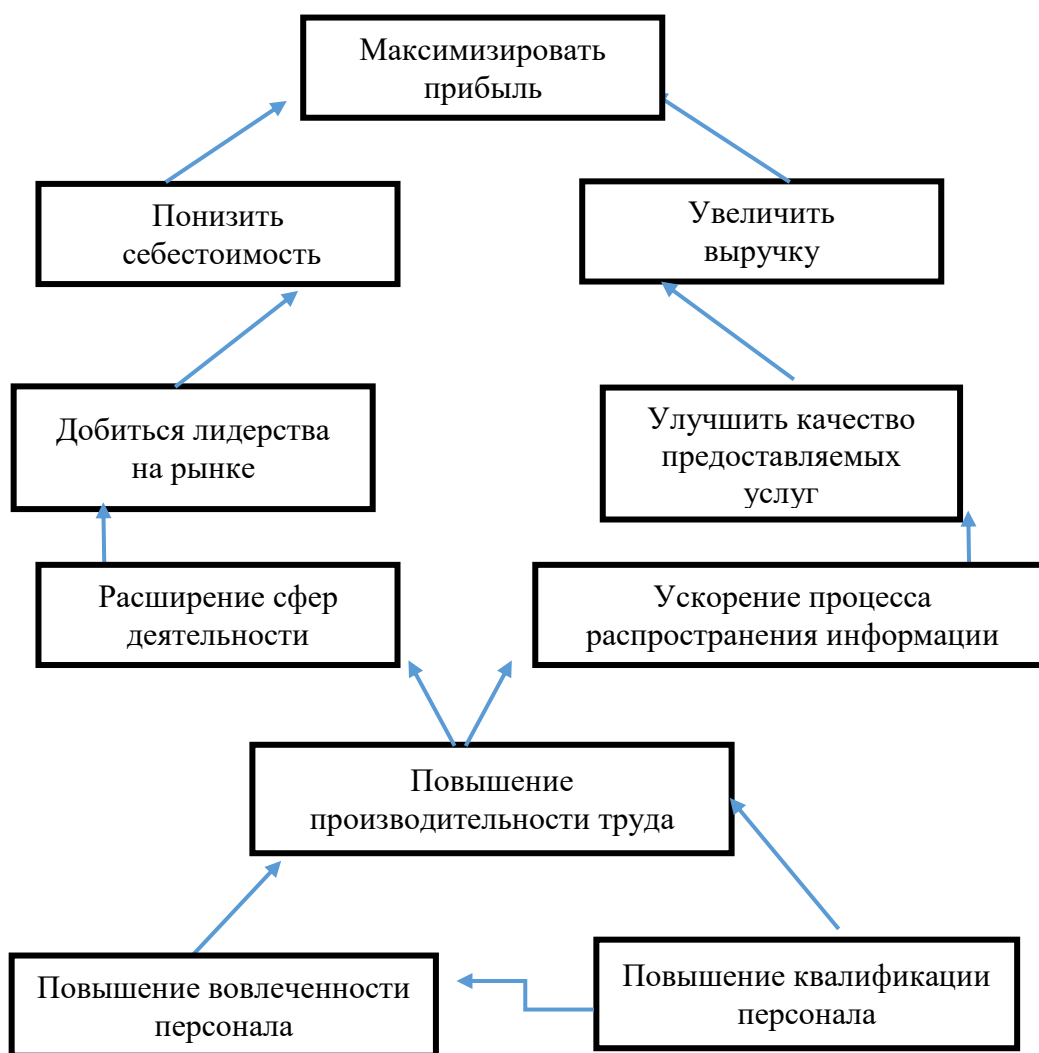 Максимизировать
прибыль
Понизить
себестоимость
Увеличить
выручку
Добиться лидерства
на рынке
Улучшить качество
предоставляемых
услуг
Расширение сфер
деятельности
Ускорение процесса
распространения информации
Повышение
производительности труда
Повышение вовлеченности
персонала
Повышение квалификации
персонала